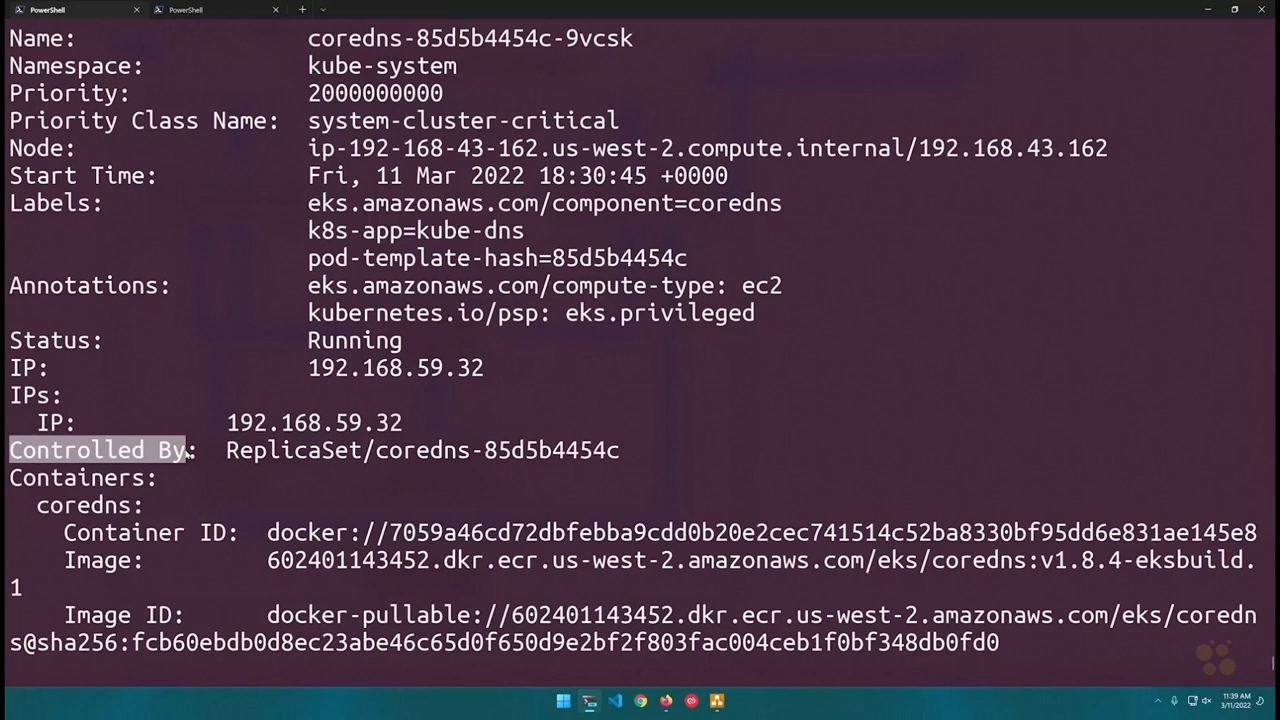 PowerShell
PowerShell
Name: coredns-85d5b4454c-9vcsk
Namespace: kube-system
Priority: 2000000000
Priority Class Name: system-cluster-critical
Node: ip-192-168-43-162.us-west-2.compute.internal/192.168.43.162
Start Time: Fri, 11 Mar 2022 18:30:45 +0000
Labels: eks.amazonaws.com/component=coredns
k8s-app=kube-dns
pod-template-hash=85d5b4454c
Annotations: eks.amazonaws.com/compute-type: ec2
kubernetes.io/psp: eks.privileged
Status: Running
IP: 192.168.59.32
IPs:
IP: 192.168.59.32
Controlled By: ReplicaSet/coredns-85d5b4454c
Containers:
coredns:
Container ID: docker://7059a46cd72dbfebba9cdd0b20e2cec741514c52ba8330bf95dd6e831ae145e8
Image: 602401143452.dkr.ecr.us-west-2.amazonaws.com/eks/coredns:v1.8.4-eksbuild.
1
Image ID: docker-pullable://602401143452.dkr.ecr.us-west-2.amazonaws.com/eks/coredn
s@sha256:fcb60ebdb0d8ec23abe46c65d0f650d9e2bf2f803fac004ceb1f0bf348db0fd0
11:39 AM
3/11/2022